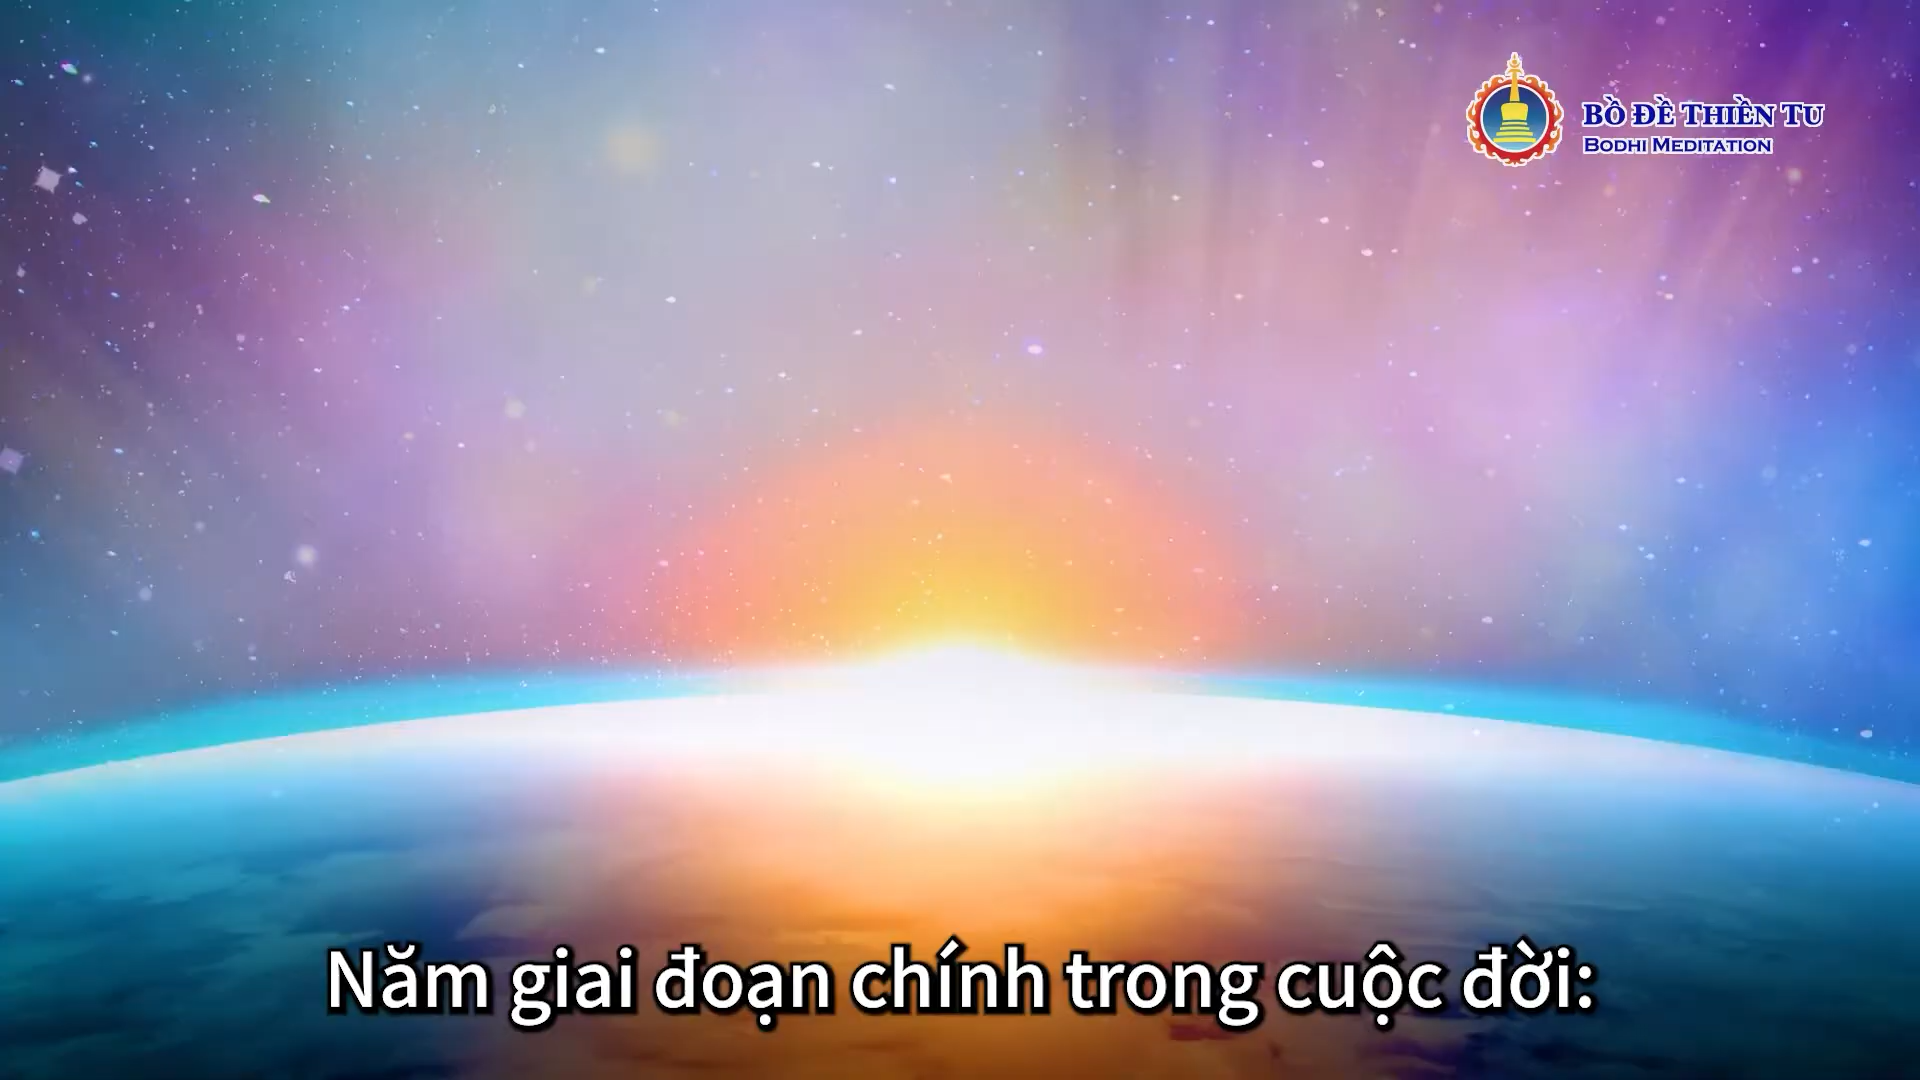 BỒ ĐỀ THIỀN TU
BODHI MEDITATION
Năm giai đoạn chính trong cuộc đời: